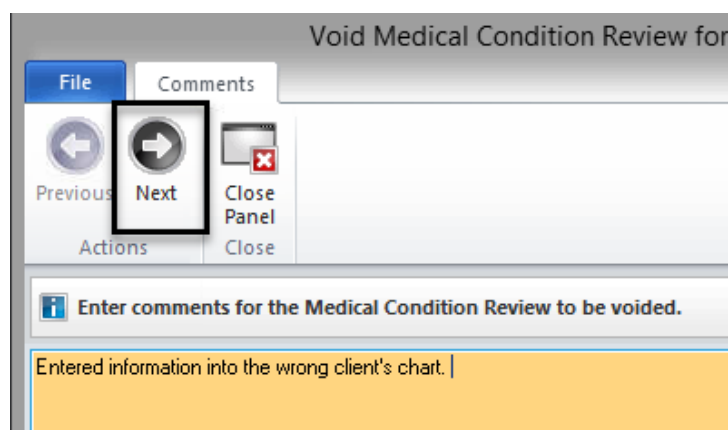 Void Medical Condition Review for
File Comments
Previous Next Close Panel
Actions Close
Enter comments for the Medical Condition Review to be voided.
Entered information into the wrong client's chart.